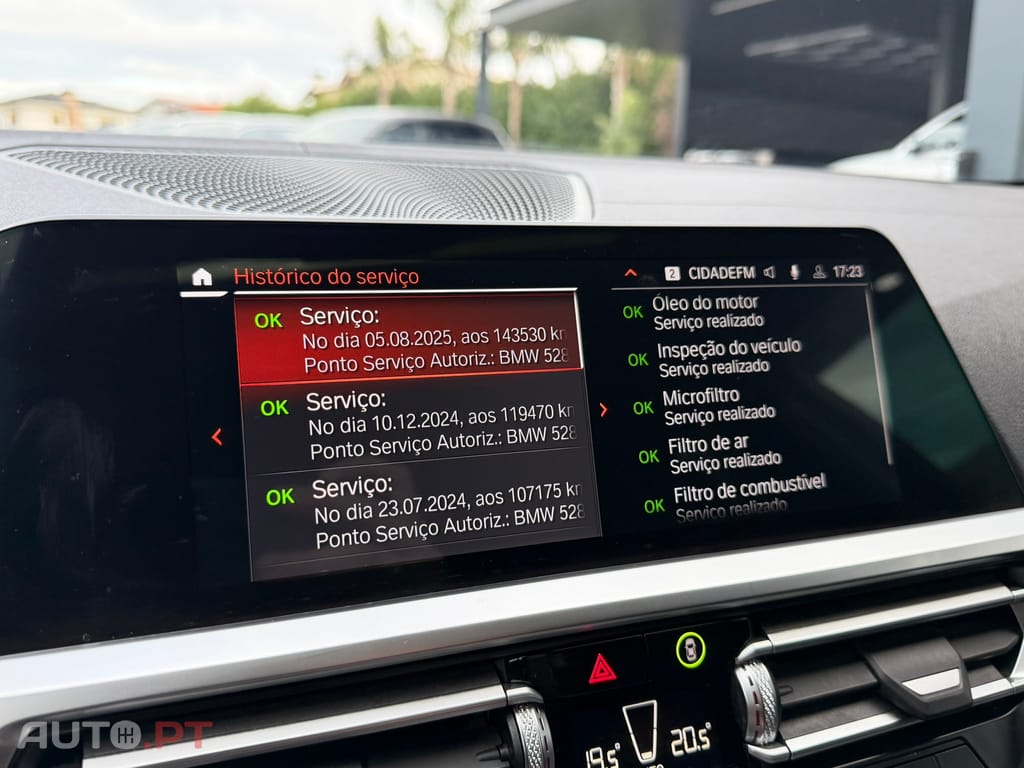 Histórico do serviço
2 CIDADEFM 17:23
OK Serviço:
No dia 05.08.2025, aos 143530 km
Ponto Serviço Autoriz.: BMW 528
OK Serviço:
No dia 10.12.2024, aos 119470 km
Ponto Serviço Autoriz.: BMW 528
OK Serviço:
No dia 23.07.2024, aos 107175 km
Ponto Serviço Autoriz.: BMW 528
OK Óleo do motor
Serviço realizado
OK Inspeção do veículo
Serviço realizado
OK Microfiltro
Serviço realizado
OK Filtro de ar
Serviço realizado
OK Filtro de combustível
Serviço realizado
19.5° 20.5°
AUTO.PT